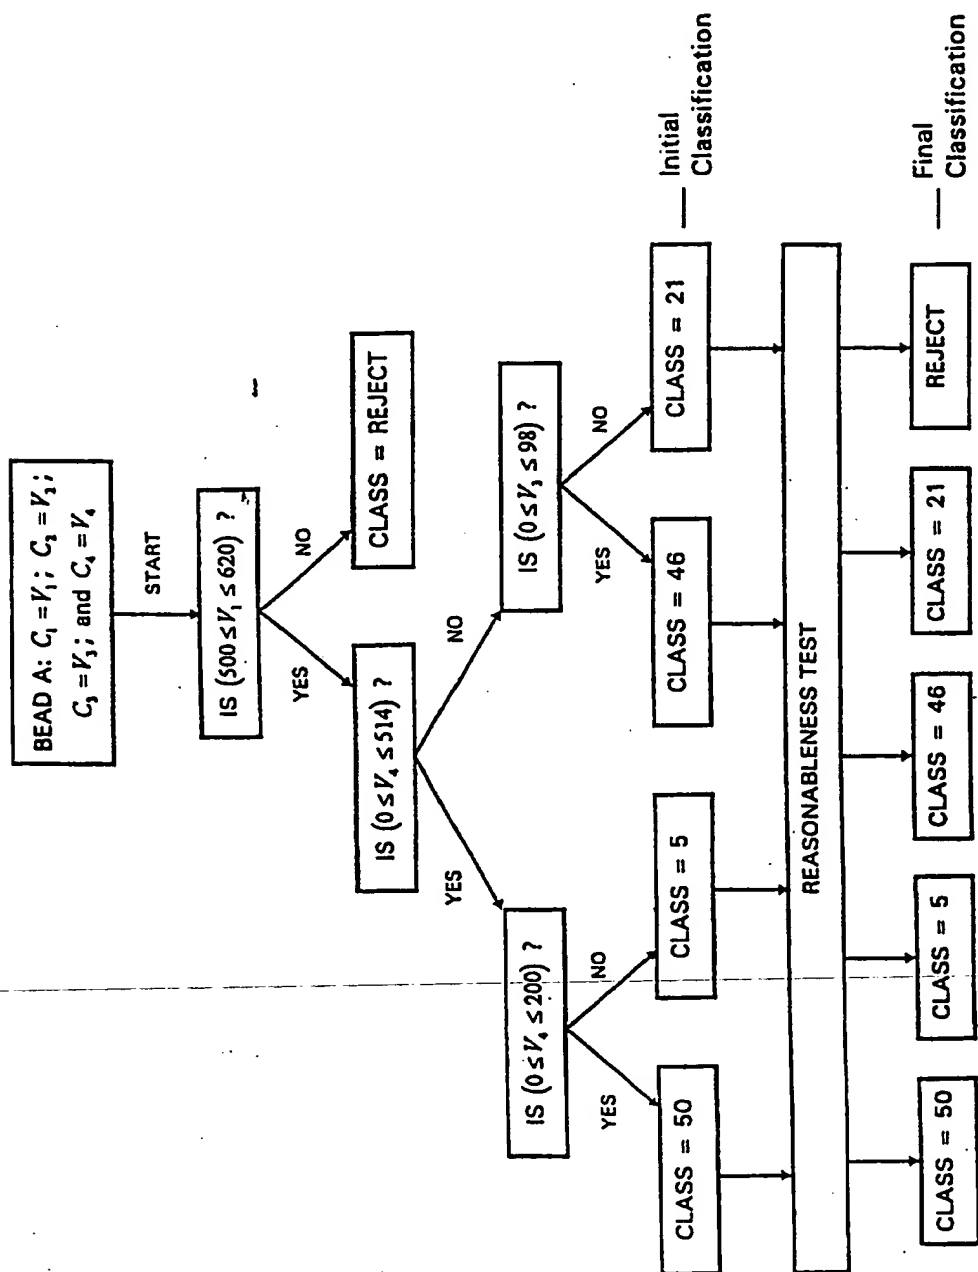 BEAD A: C₁ = V₁; C₂ = V₂;
C₃ = V₃; and C₄ = V₄
START
IS (500 ≤ V₁ ≤ 620) ?
YES
NO
IS (0 ≤ V₄ ≤ 514) ?
CLASS = REJECT
YES
NO
IS (0 ≤ V₄ ≤ 200) ?
IS (0 ≤ V₃ ≤ 98) ?
YES
NO
YES
NO
CLASS = 50
CLASS = 5
CLASS = 46
CLASS = 21
Initial
Classification
REASONABLENESS TEST
CLASS = 50
CLASS = 5
CLASS = 46
CLASS = 21
REJECT
Final
Classification